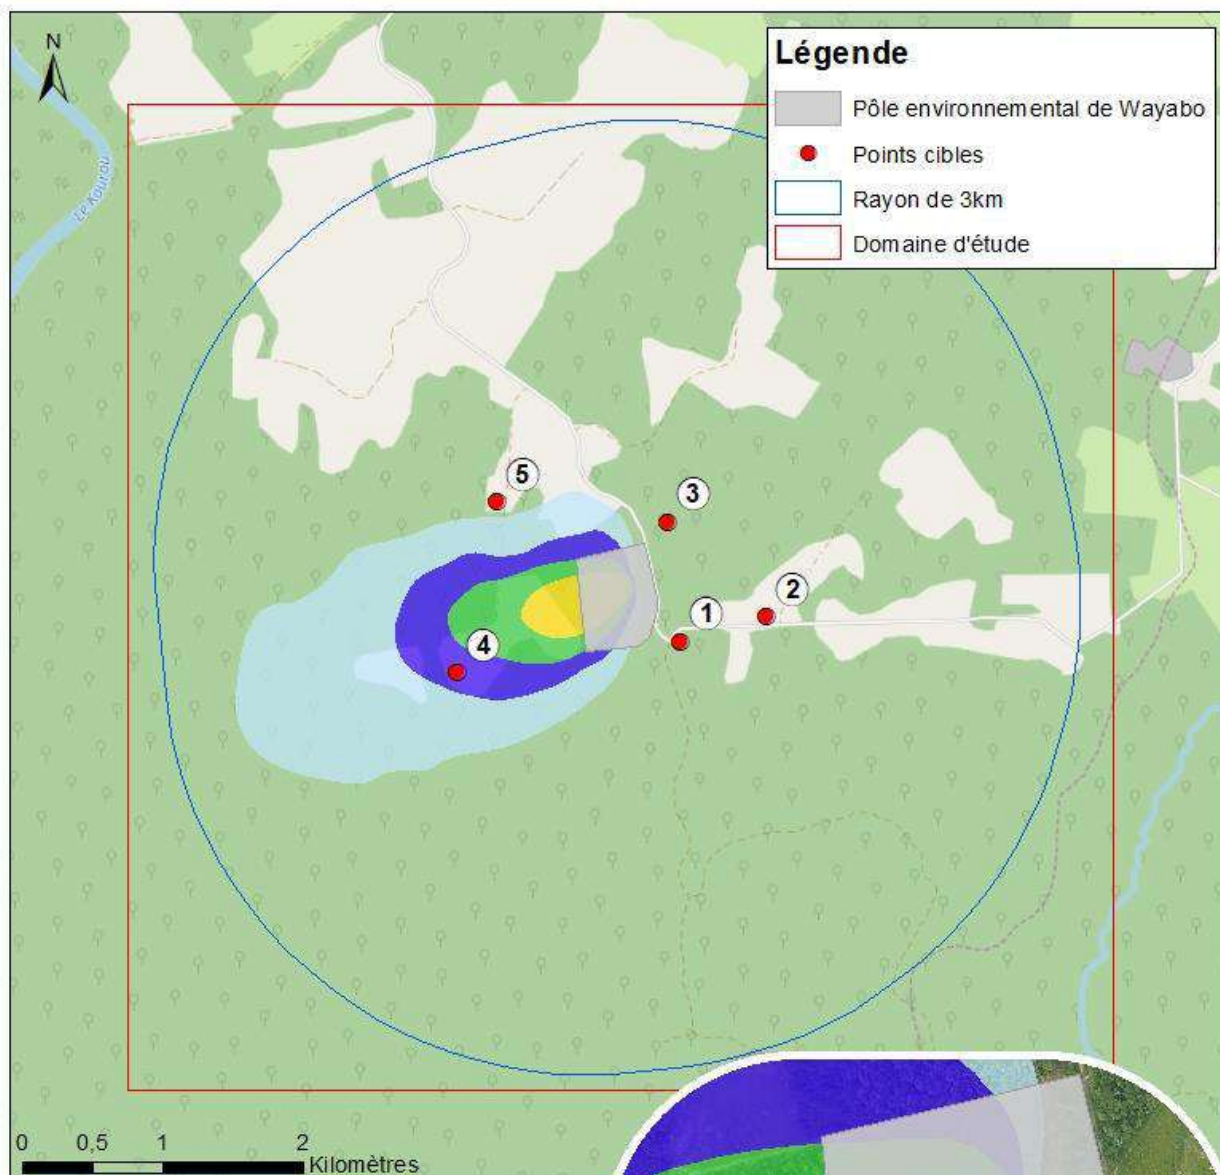 N
Légende
Pôle environnemental de Wayabo
Points cibles
Rayon de 3km
Domaine d'étude
Le Kourou
5
3
2
1
4
0 0,5 1 2
Kilomètres